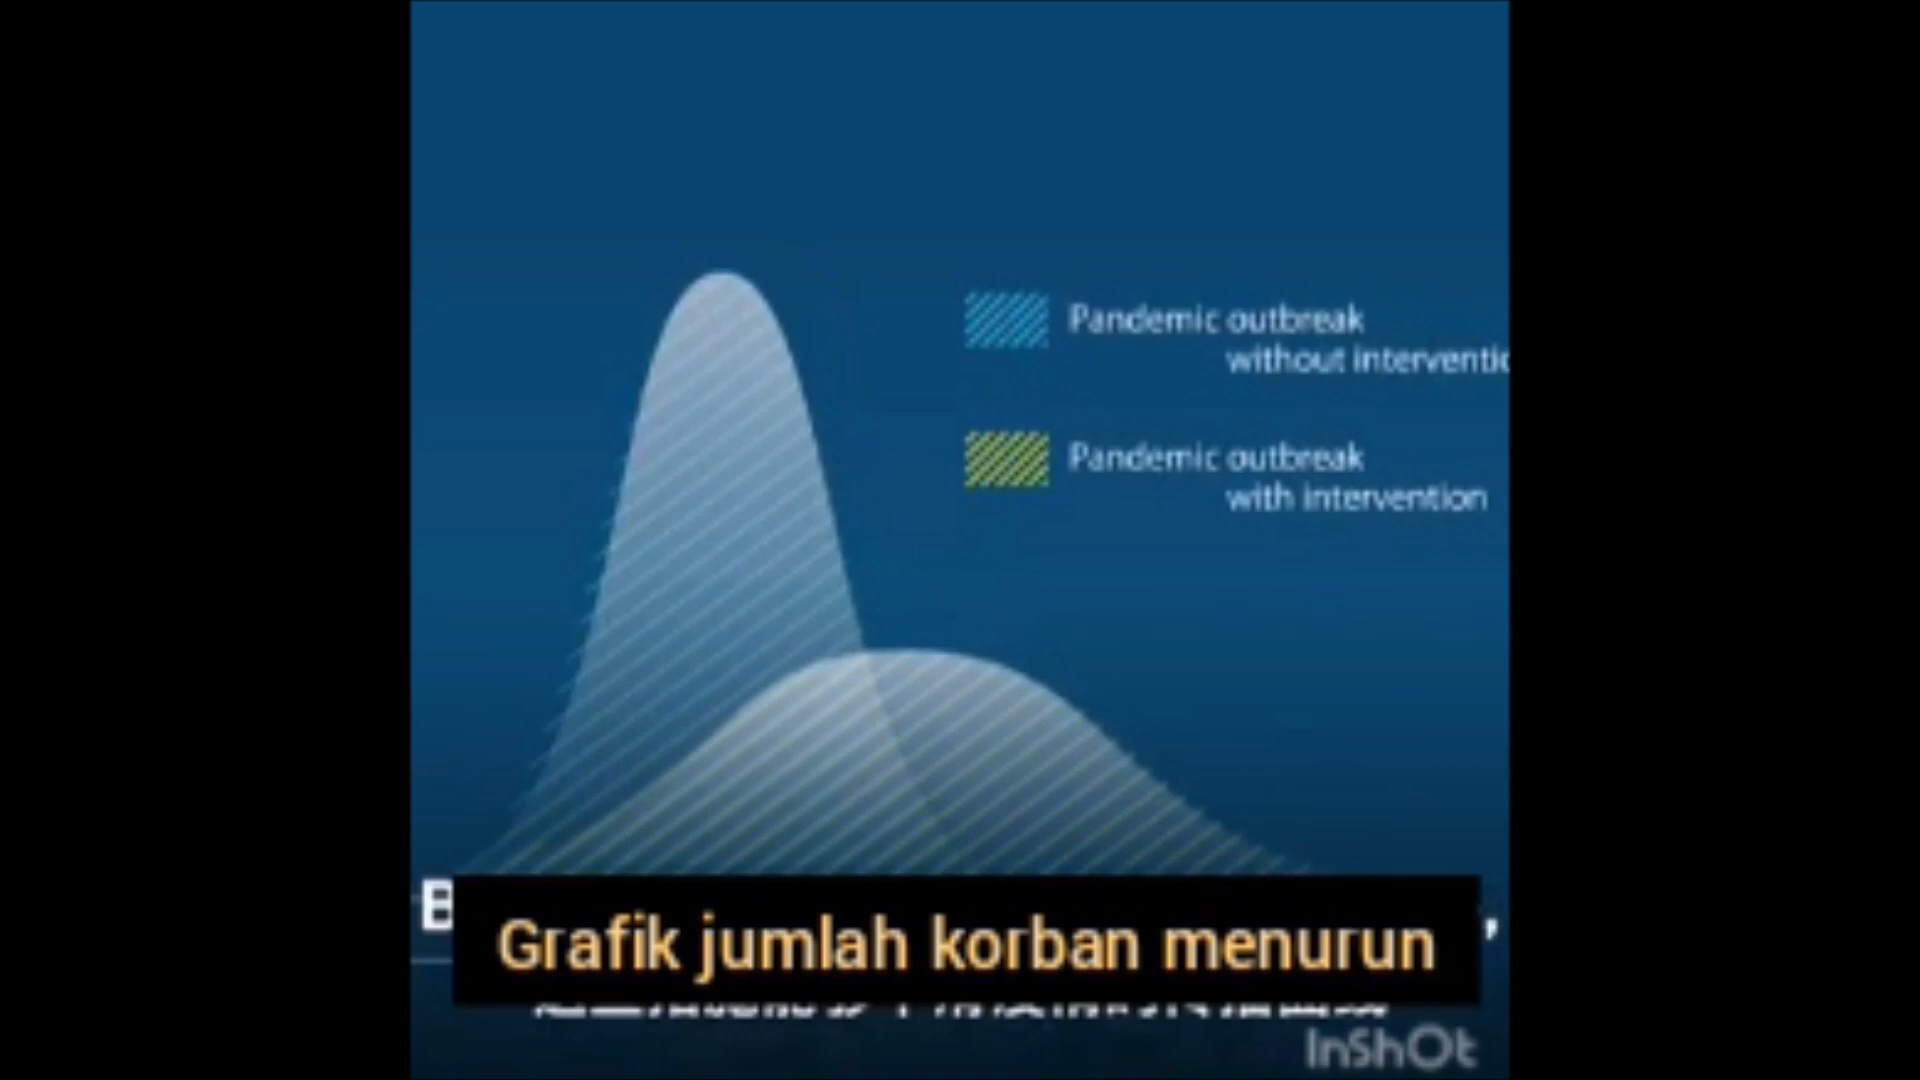 Pandemic outbreak
without interventio
Pandemic outbreak
with intervention
B
,
Grafik jumlah korban menurun
InShOt